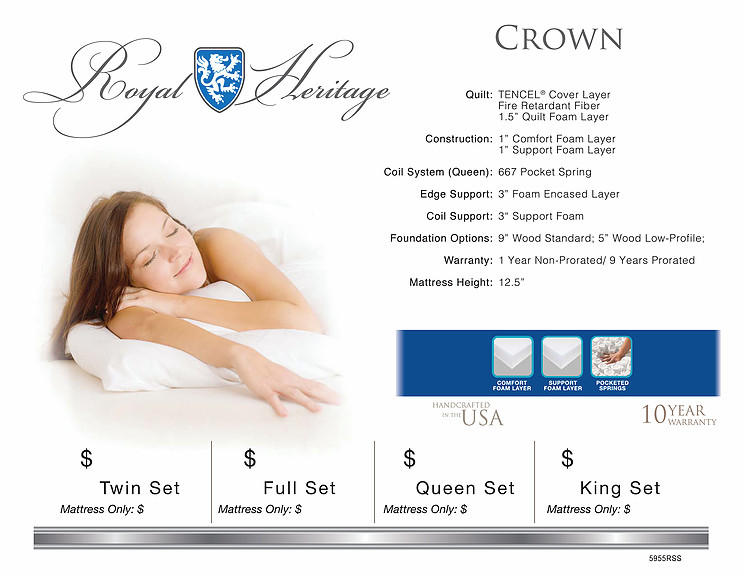 Royal Heritage
CROWN
Quilt: TENCEL® Cover Layer
Fire Retardant Fiber
1.5” Quilt Foam Layer
Construction: 1” Comfort Foam Layer
1” Support Foam Layer
Coil System (Queen): 667 Pocket Spring
Edge Support: 3” Foam Encased Layer
Coil Support: 3" Support Foam
Foundation Options: 9” Wood Standard; 5” Wood Low-Profile;
Warranty: 1 Year Non-Prorated/ 9 Years Prorated
Mattress Height: 12.5”
COMFORT
FOAM LAYER
SUPPORT
FOAM LAYER
POCKETED
SPRINGS
HANDCRAFTED
IN THE USA
10 YEAR
WARRANTY
$
Twin Set
Mattress Only: $
$
Full Set
Mattress Only: $
$
Queen Set
Mattress Only: $
$
King Set
Mattress Only: $
5955RSS